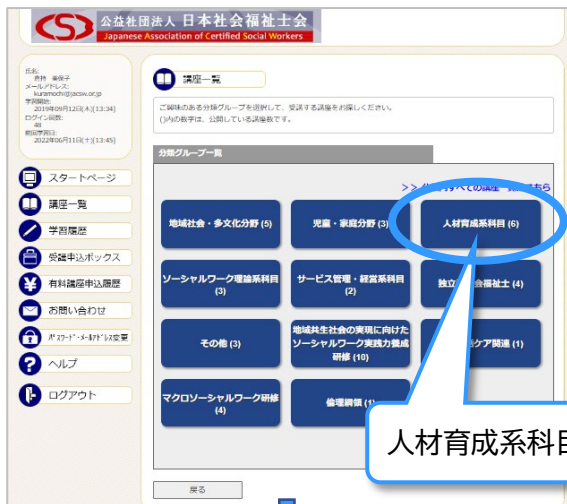 公益社団法人 日本社会福祉士会
Japanese Association of Certified Social Workers
氏名:
倉持 美保子
メールアドレス:
kuramochi@jacsw.or.jp
学習開始:
2019年09月12日(木)(13:34)
ログイン回数:
48
前回学習日:
2022年06月11日(土)(13:45)
スタートページ
講座一覧
学習履歴
受講申込ボックス
有料講座申込履歴
お問い合わせ
パスワード・メールアドレス変更
ヘルプ
ログアウト
講座一覧
ご興味のある分類グループを選択して、受講する講座をお探しください。
()内の数字は、公開している講座数です。
分類グループ一覧
>>
すべての講座
こちら
地域社会・多文化分野 (5)
児童・家庭分野 (3)
人材育成系科目 (6)
ソーシャルワーク理論系科目
(3)
サービス管理・経営系科目
(2)
独立
会福祉士 (4)
その他 (3)
地域共生社会の実現に向けた
ソーシャルワーク実践力養成
研修 (10)
ケア関連 (1)
マクロソーシャルワーク研修
(4)
倫理綱領 (1
人材育成系科目
戻る